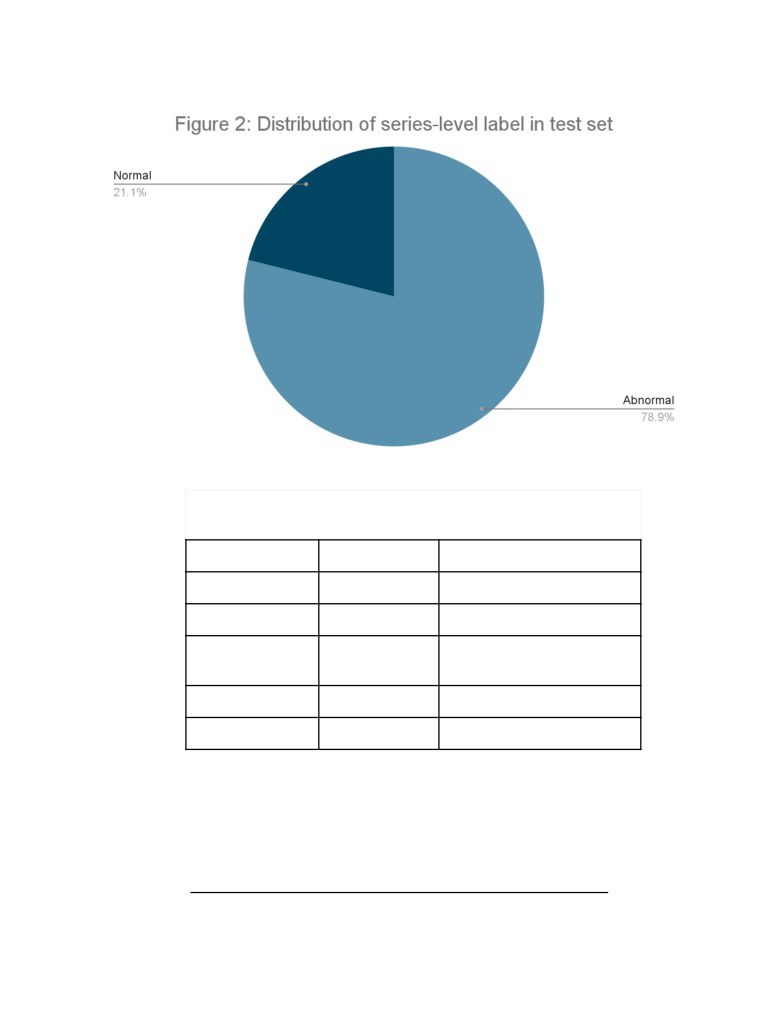 Figure 2: Distribution of series-level label in test set
Normal
21.1%
Abnormal
78.9%